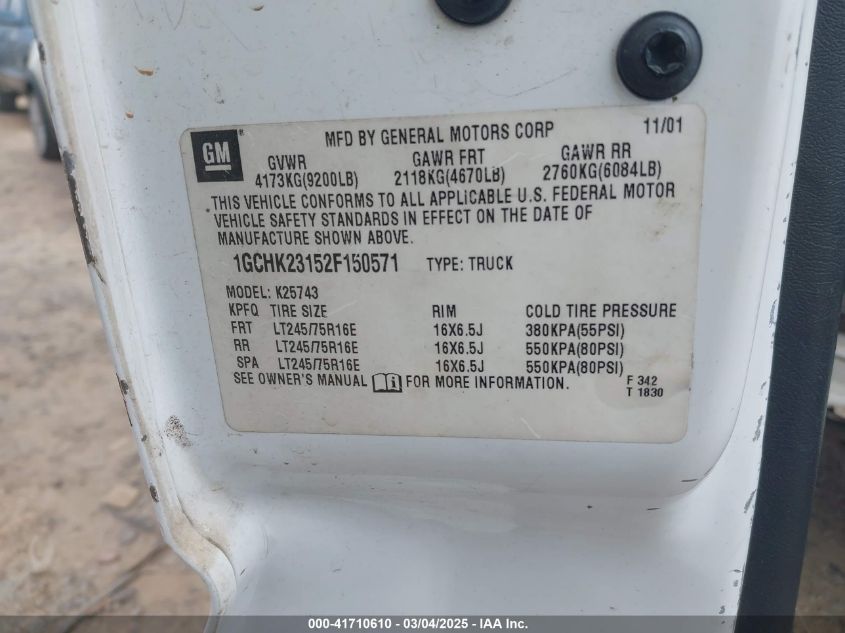 GM
MFD BY GENERAL MOTORS CORP 11/01
GVWR GAWR FRT GAWR RR
4173KG(9200LB) 2118KG(4670LB) 2760KG(6084LB)
THIS VEHICLE CONFORMS TO ALL APPLICABLE U.S. FEDERAL MOTOR
VEHICLE SAFETY STANDARDS IN EFFECT ON THE DATE OF
MANUFACTURE SHOWN ABOVE.
1GCHK23152F150571 TYPE: TRUCK
MODEL: K25743
KPFQ TIRE SIZE RIM COLD TIRE PRESSURE
FRT LT245/75R16E 16X6.5J 380KPA(55PSI)
RR LT245/75R16E 16X6.5J 550KPA(80PSI)
SPA LT245/75R16E 16X6.5J 550KPA(80PSI)
SEE OWNER'S MANUAL FOR MORE INFORMATION. F 342
T 1830
000-41710610 - 03/04/2025 - IAA Inc.